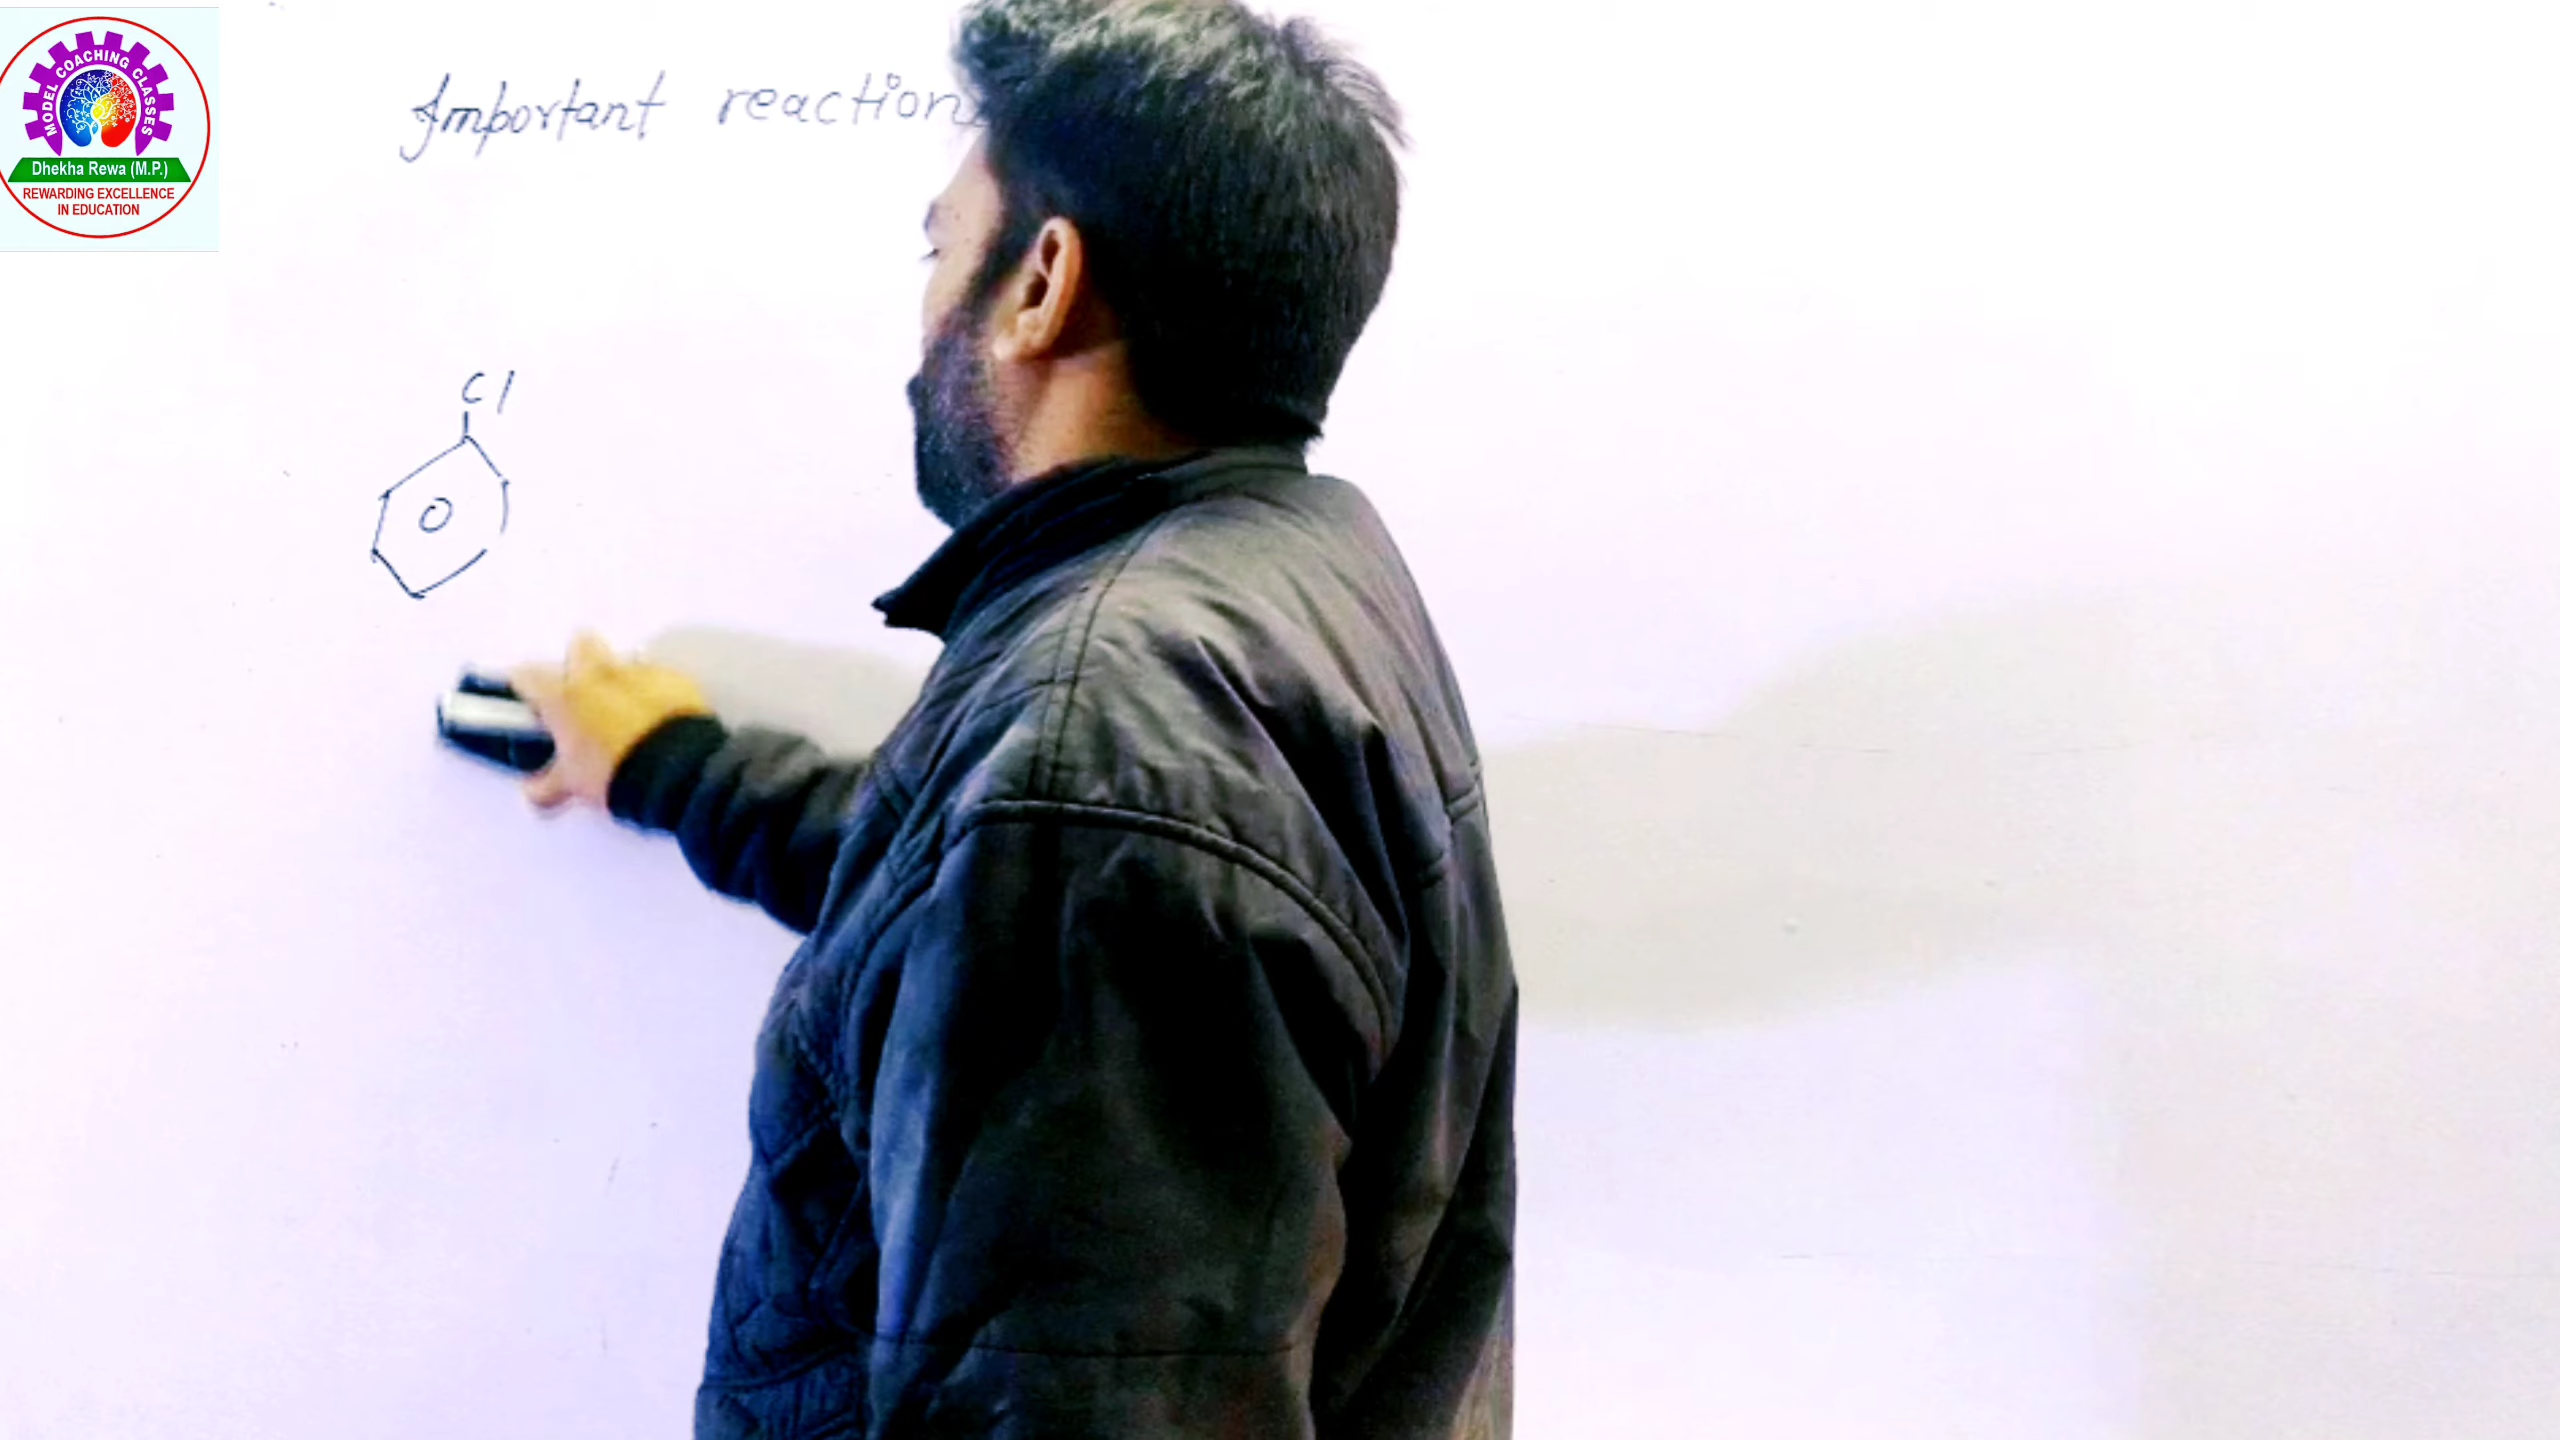 MODEL COACHING CLASSES
Dhekha Rewa (M.P.)
REWARDING EXCELLENCE
IN EDUCATION
Important reaction
Cl